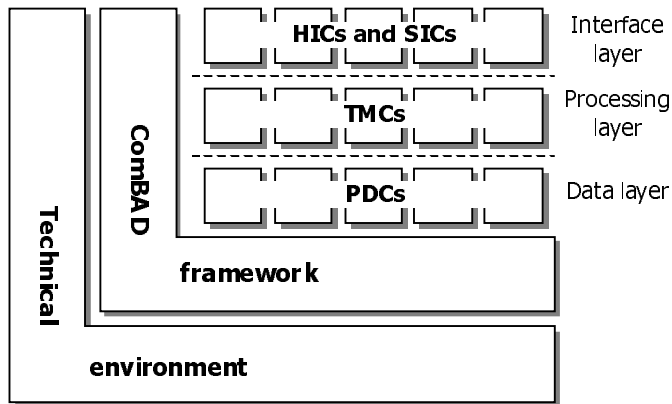 HICs and SICs
Interface
layer
TMCs
Processing
layer
PDCs
Data layer
ComBAD
framework
Technical
environment